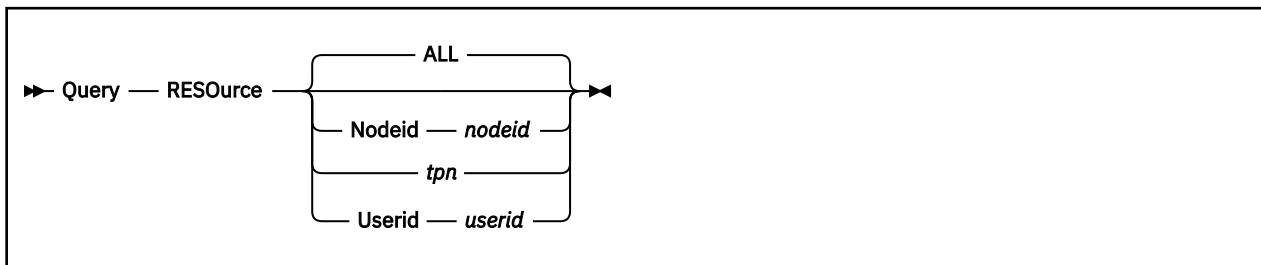 ALL
Query RESOurce
Nodeid nodeid
tpn
Userid userid